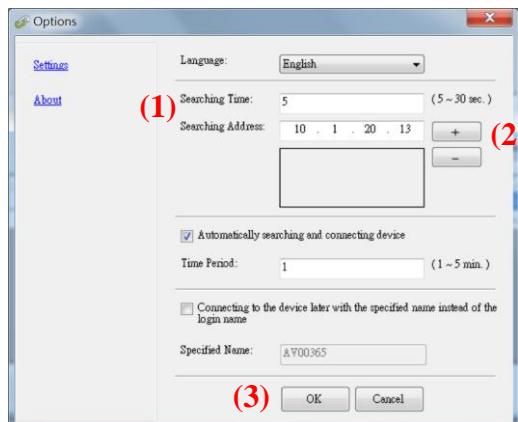 Options
Settings
About
Language: English
(1) Searching Time: 5 (5 ~ 30 sec.)
Searching Address: 10 . 1 . 20 . 13 + (2
−
Automatically searching and connecting device
Time Period: 1 (1 ~ 5 min.)
Connecting to the device later with the specified name instead of the
login name
Specified Name: AV00365
(3) OK Cancel